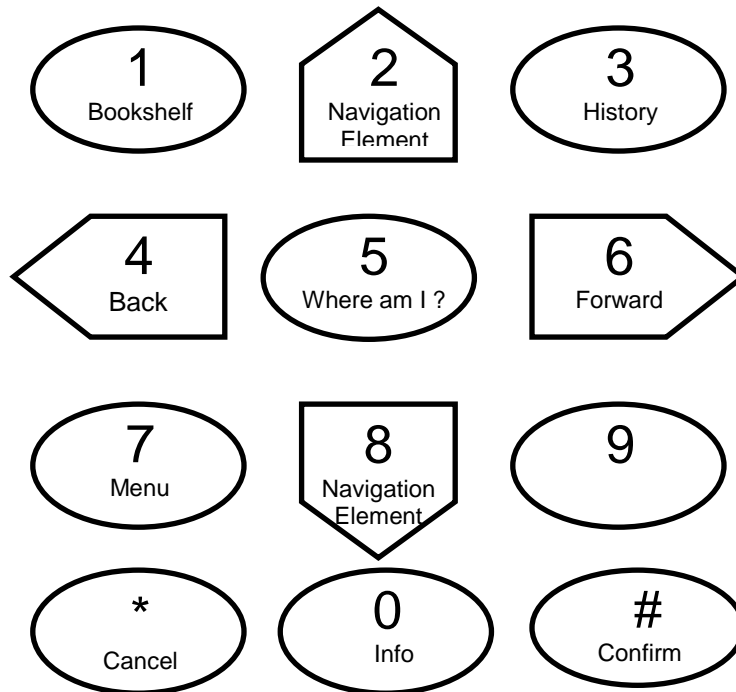 1 2 3
Bookshelf Navigation Element History
4 5 6
Back Where am I ? Forward
7 8 9
Menu Navigation Element
* 0 #
Cancel Info Confirm